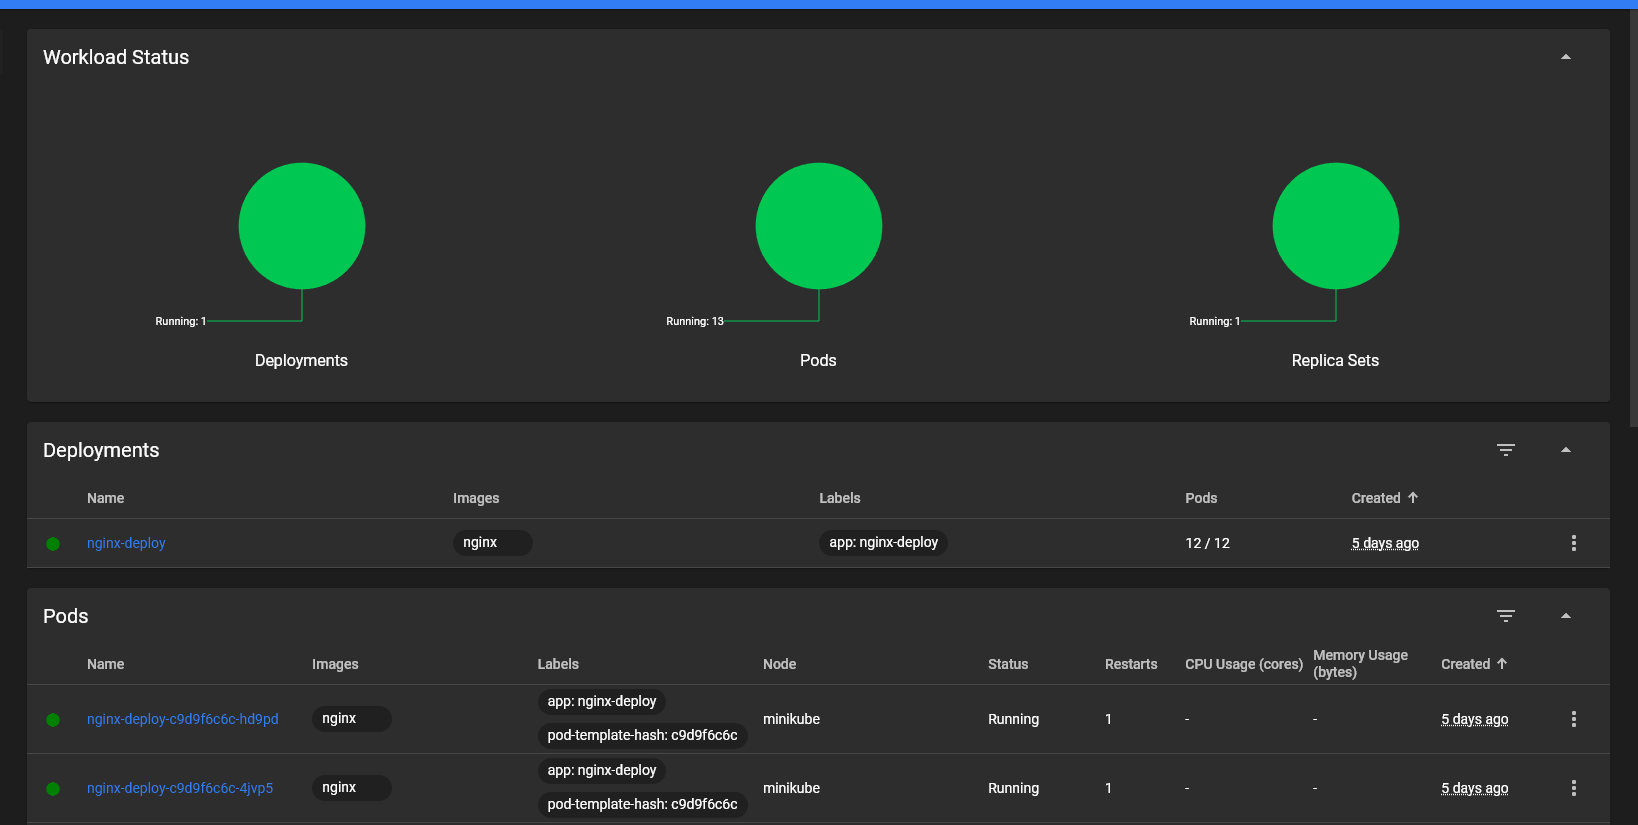 Workload Status
Running: 1
Running: 13
Running: 1
Deployments
Pods
Replica Sets
Deployments
Name Images Labels Pods Created
nginx-deploy nginx app: nginx-deploy 12 / 12 5 days ago
Pods
Name Images Labels Node Status Restarts CPU Usage (cores) Memory Usage (bytes) Created
app: nginx-deploy
nginx-deploy-c9d9f6c6c-hd9pd nginx minikube Running 1 - - 5 days ago
pod-template-hash: c9d9f6c6c
app: nginx-deploy
nginx-deploy-c9d9f6c6c-4jvp5 nginx minikube Running 1 - - 5 days ago
pod-template-hash: c9d9f6c6c